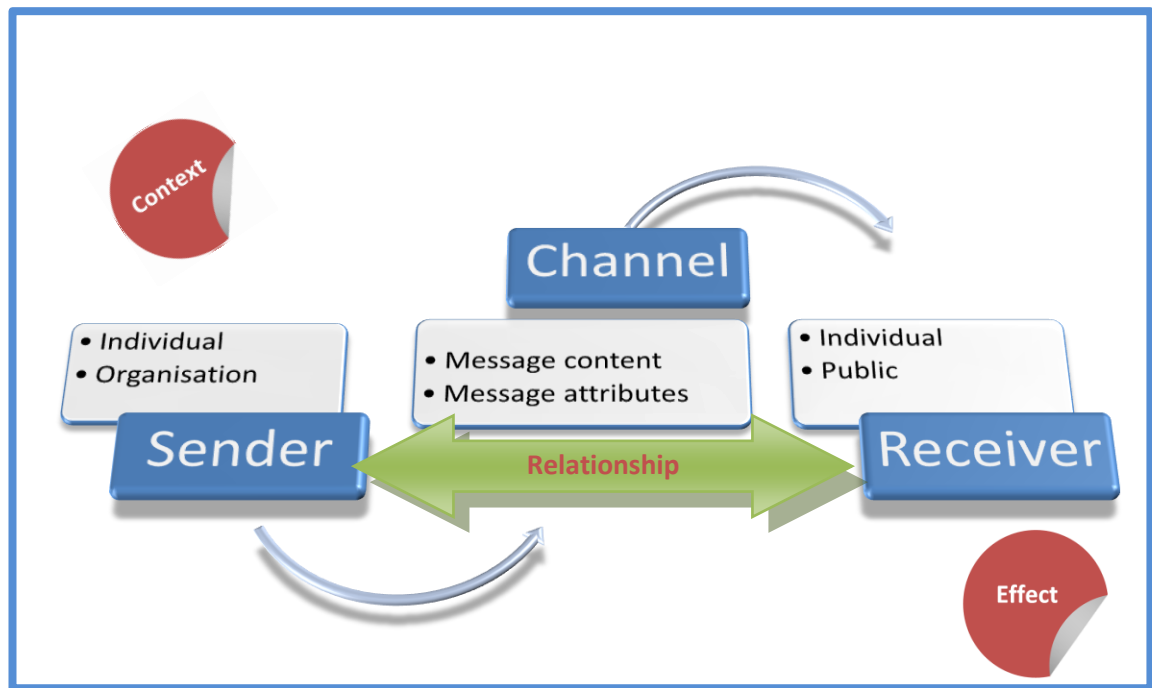 Context
Channel
• Individual
• Organisation
• Message content
• Message attributes
• Individual
• Public
Sender
Relationship
Receiver
Effect